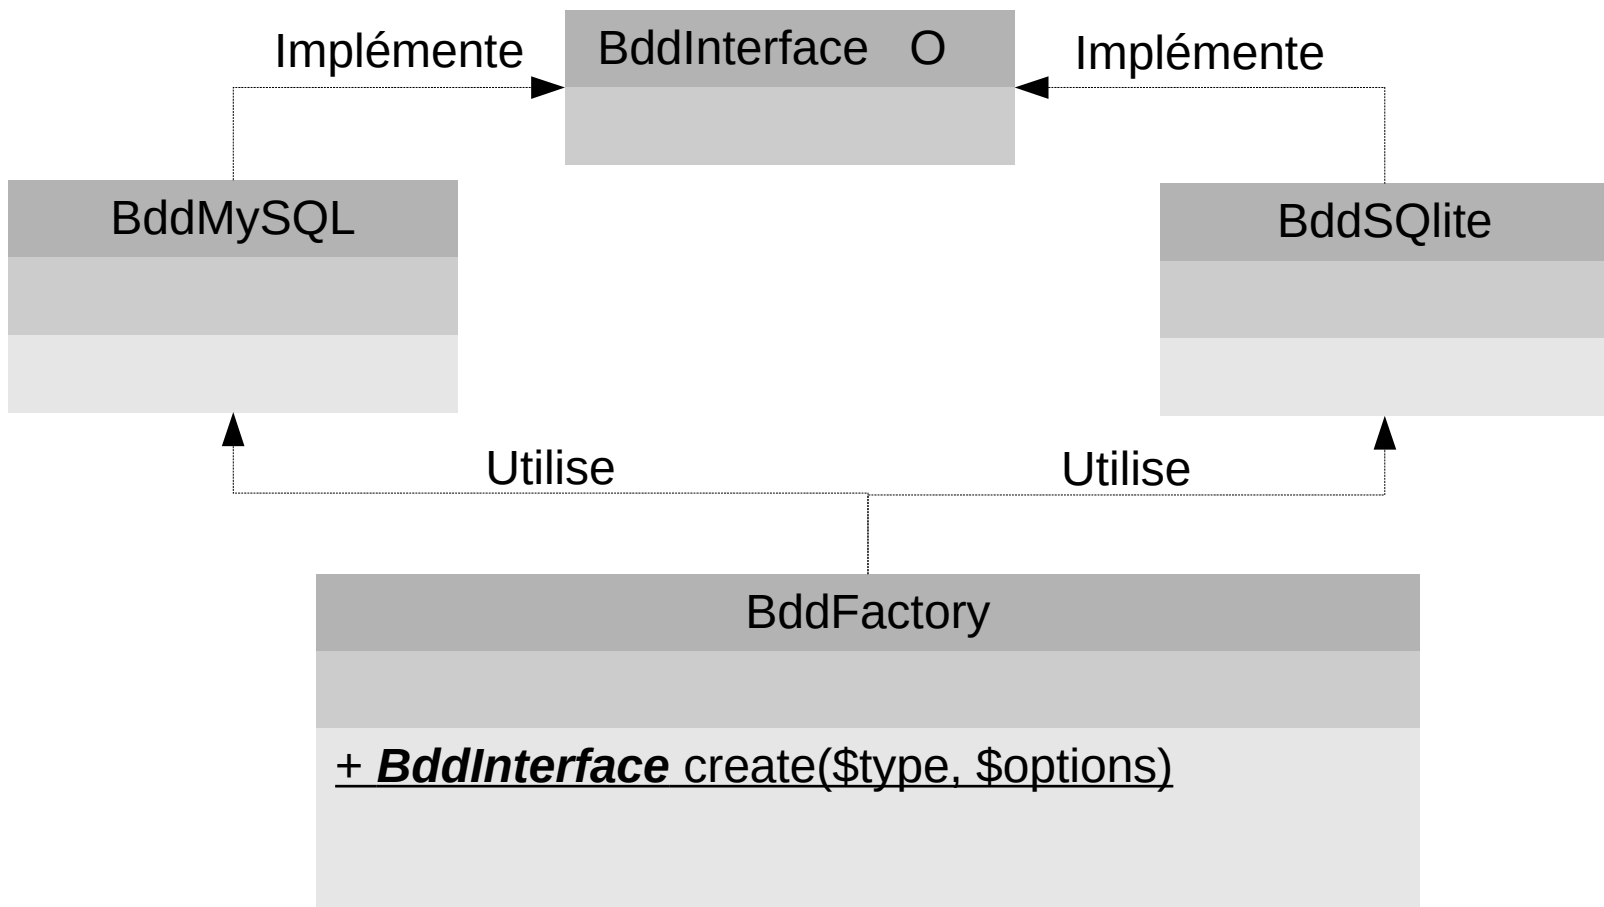 Implémente
BddInterface O
Implémente
BddMySQL
BddSQlite
Utilise
Utilise
BddFactory
+ BddInterface create($type, $options)